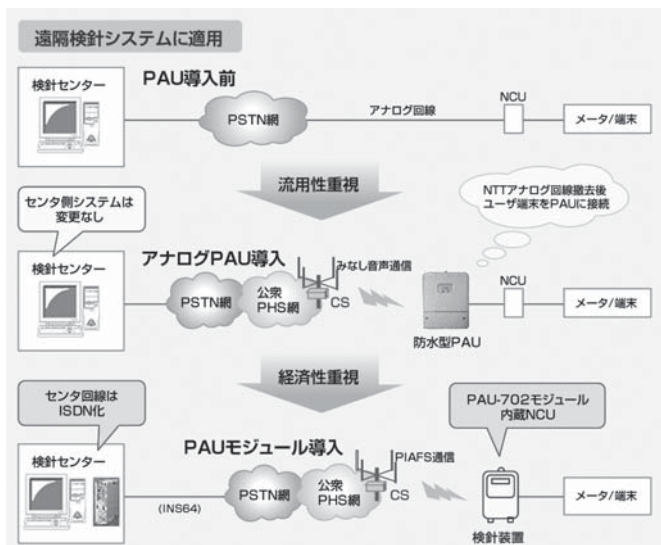 遠隔検針システムに適用
検針センター
PAU導入前
PSTN網
アナログ回線
NCU
メータ/端末
流用性重視
センタ側システムは
変更なし
NTTアナログ回線撤去後
ユーザ端末をPAUに接続
検針センター
アナログPAU導入
PSTN網
公衆
PHS網
CS
みなし音声通信
防水型PAU
NCU
メータ/端末
経済性重視
センタ回線は
ISDN化
PAU-702モジュール
内蔵NCU
検針センター
PAUモジュール導入
(INS64)
PSTN網
公衆
PHS網
CS
PIAFS通信
検針装置
メータ/端末